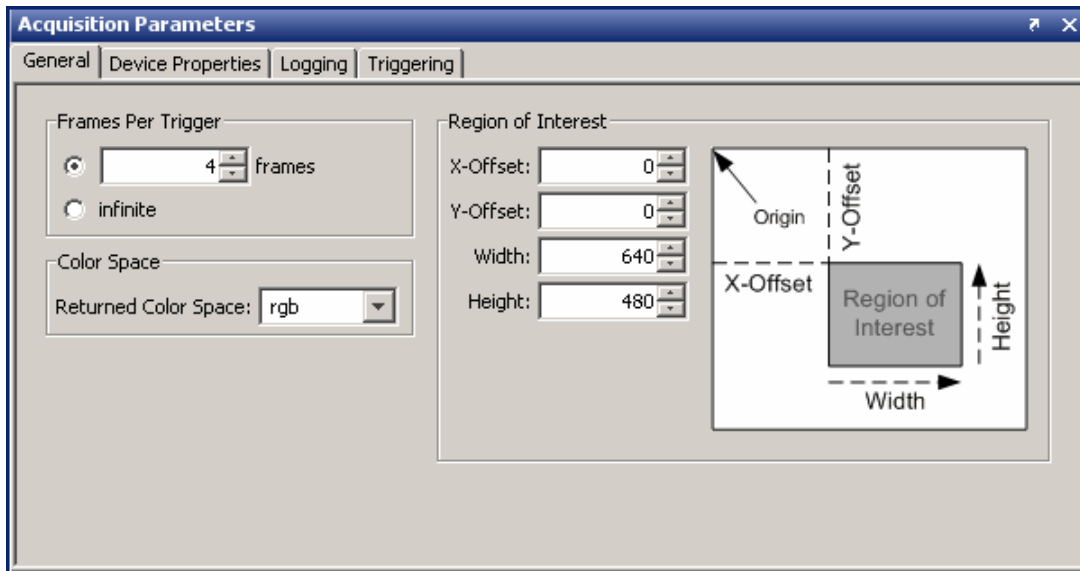 Acquisition Parameters
General Device Properties Logging Triggering
Frames Per Trigger
4 frames
infinite
Color Space
Returned Color Space: rgb
Region of Interest
X-Offset: 0
Y-Offset: 0
Width: 640
Height: 480
Origin
Y-Offset
X-Offset
Region of
Interest
Height
Width